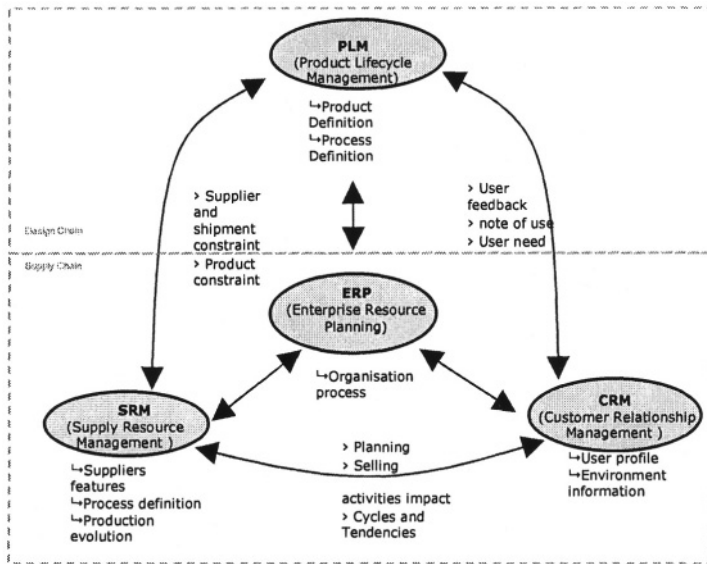 PLM
(Product Lifecycle
Management)
↳Product
Definition
↳Process
Definition
› Supplier
and
shipment
constraint
› Product
constraint
› User
feedback
› note of use
› User need
Design Chain
Supply Chain
ERP
(Enterprise Resource
Planning)
↳Organisation
process
SRM
(Supply Resource
Management )
↳Suppliers
features
↳Process definition
↳Production
evolution
› Planning
› Selling
activities impact
› Cycles and
Tendencies
CRM
(Customer Relationship
Management )
↳User profile
↳Environment
information